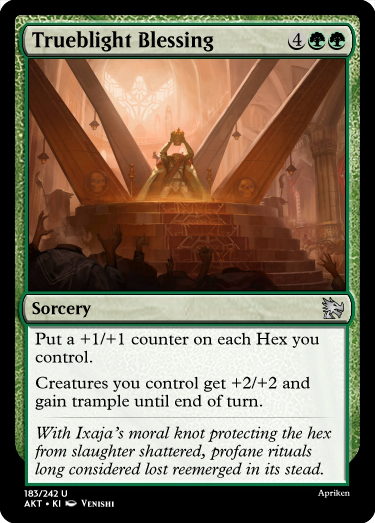 Trueblight Blessing 4
Sorcery
Put a +1/+1 counter on each Hex you
control.
Creatures you control get +2/+2 and
gain trample until end of turn.
With Ixaja's moral knot protecting the hex
from slaughter shattered, profane rituals
long considered lost reemerged in its stead.
183/242 U
Apriken
AKT • KI Venishi